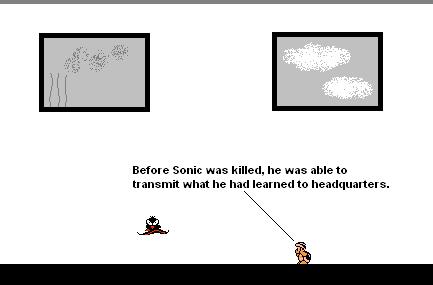 Before Sonic was killed, he was able to
transmit what he had learned to headquarters.